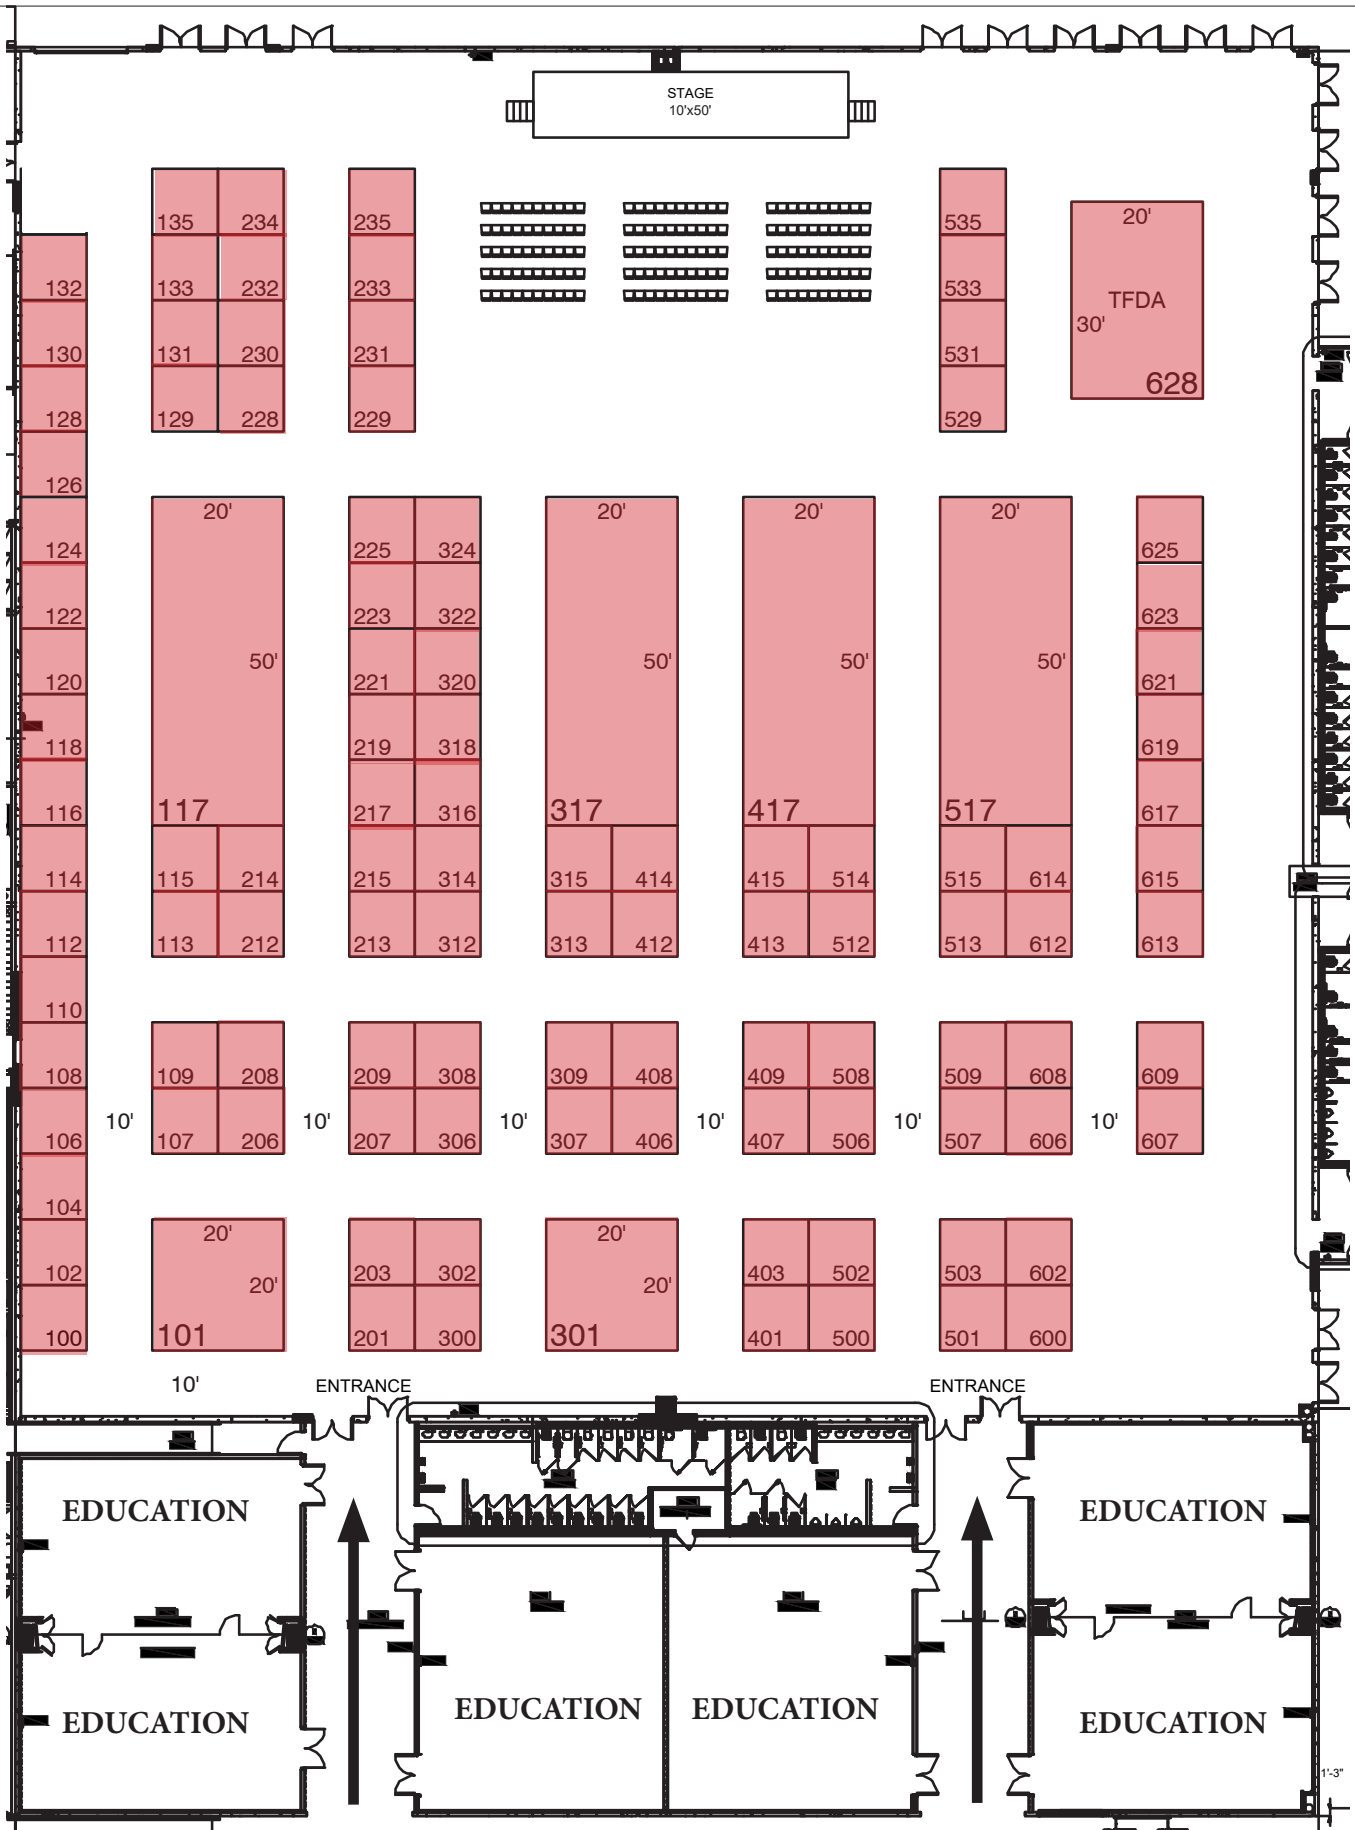 STAGE
10'x50'
135 234 235 535
20'
132 133 232 233 533
TFDA
30'
130 131 230 231 531
628
128 129 228 229 529
126
20' 20' 20' 20'
124 225 324 625
122 223 322 623
50' 50' 50' 50'
120 221 320 621
118 219 318 619
116 117 217 316 317 417 517 617
114 115 214 215 314 315 414 415 514 515 614 615
112 113 212 213 312 313 412 413 512 513 612 613
110
108 109 208 209 308 309 408 409 508 509 608 609
10' 10' 10' 10' 10' 10'
106 107 206 207 306 307 406 407 506 507 606 607
104
20' 20'
102 203 302 403 502 503 602
20' 20'
100 101 201 300 301 401 500 501 600
10' ENTRANCE ENTRANCE
EDUCATION EDUCATION
EDUCATION EDUCATION EDUCATION EDUCATION
1'-3"